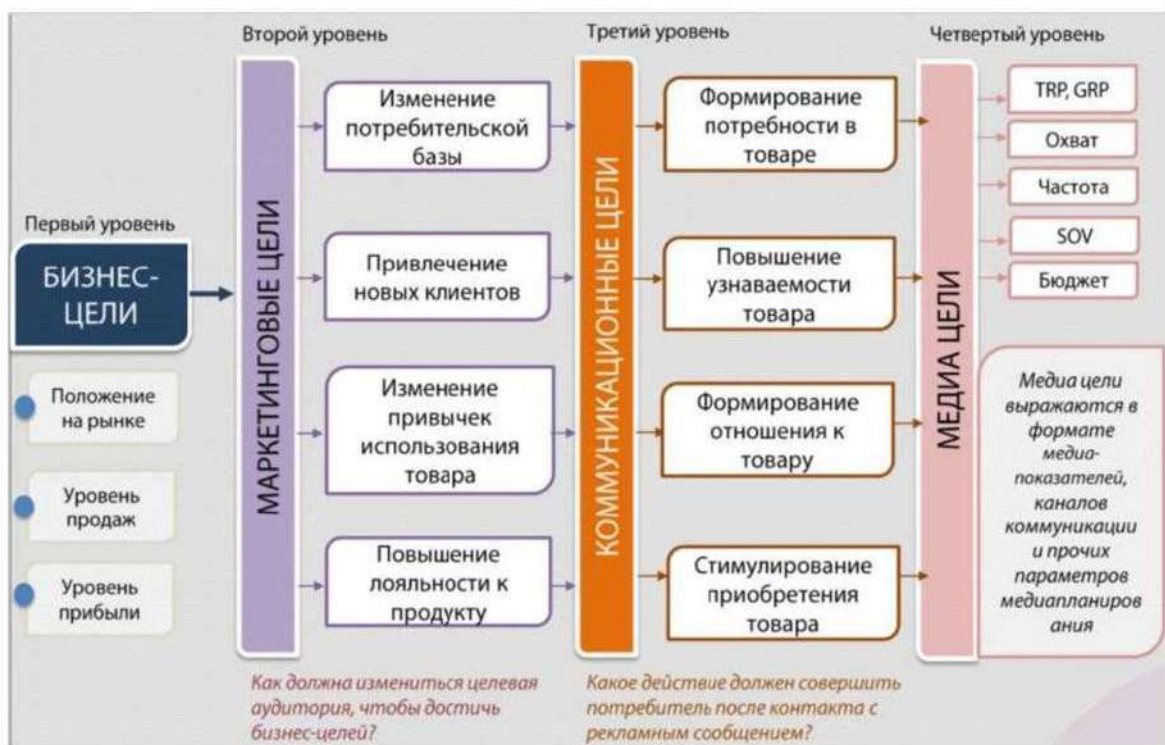 Первый уровень
БИЗНЕС-
ЦЕЛИ
Положение
на рынке
Уровень
продаж
Уровень
прибыли
Второй уровень
МАРКЕТИНГОВЫЕ ЦЕЛИ
Изменение
потребительской
базы
Привлечение
новых клиентов
Изменение
привычек
использования
товара
Повышение
лояльности к
продукту
Как должна измениться целевая
аудитория, чтобы достичь
бизнес-целей?
Третий уровень
КОММУНИКАЦИОННЫЕ ЦЕЛИ
Формирование
потребности в
товаре
Повышение
узнаваемости
товара
Формирование
отношения к
товару
Стимулирование
приобретения
товара
Какое действие должен совершить
потребитель после контакта с
рекламным сообщением?
Четвертый уровень
МЕДИА ЦЕЛИ
TRP, GRP
Охват
Частота
SOV
Бюджет
Медиа цели
выражаются в
формате
медиа-
показателей,
каналов
коммуникации
и прочих
параметров
медиапланиров
ания